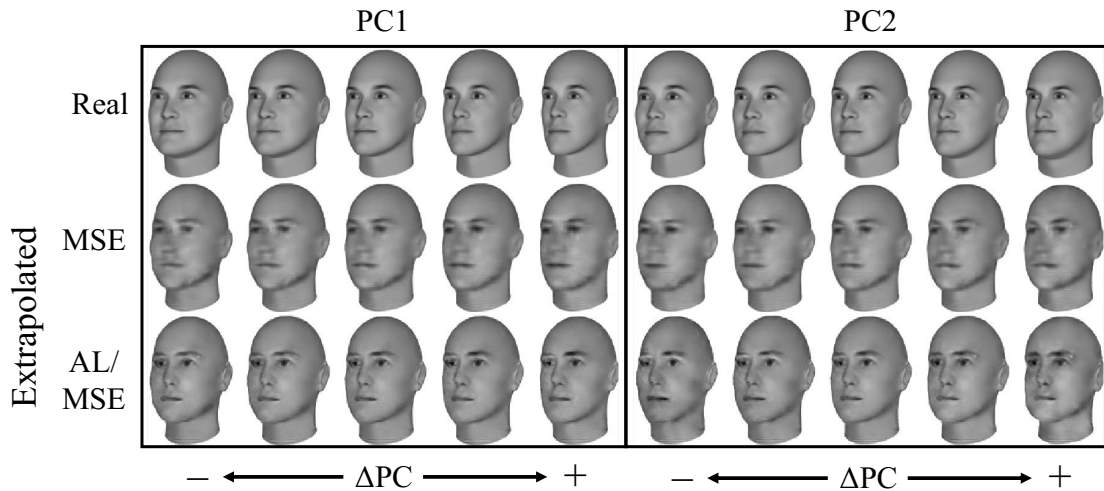 PC1 PC2
Real
MSE
AL/
MSE
Extrapolated
– ΔPC + – ΔPC +